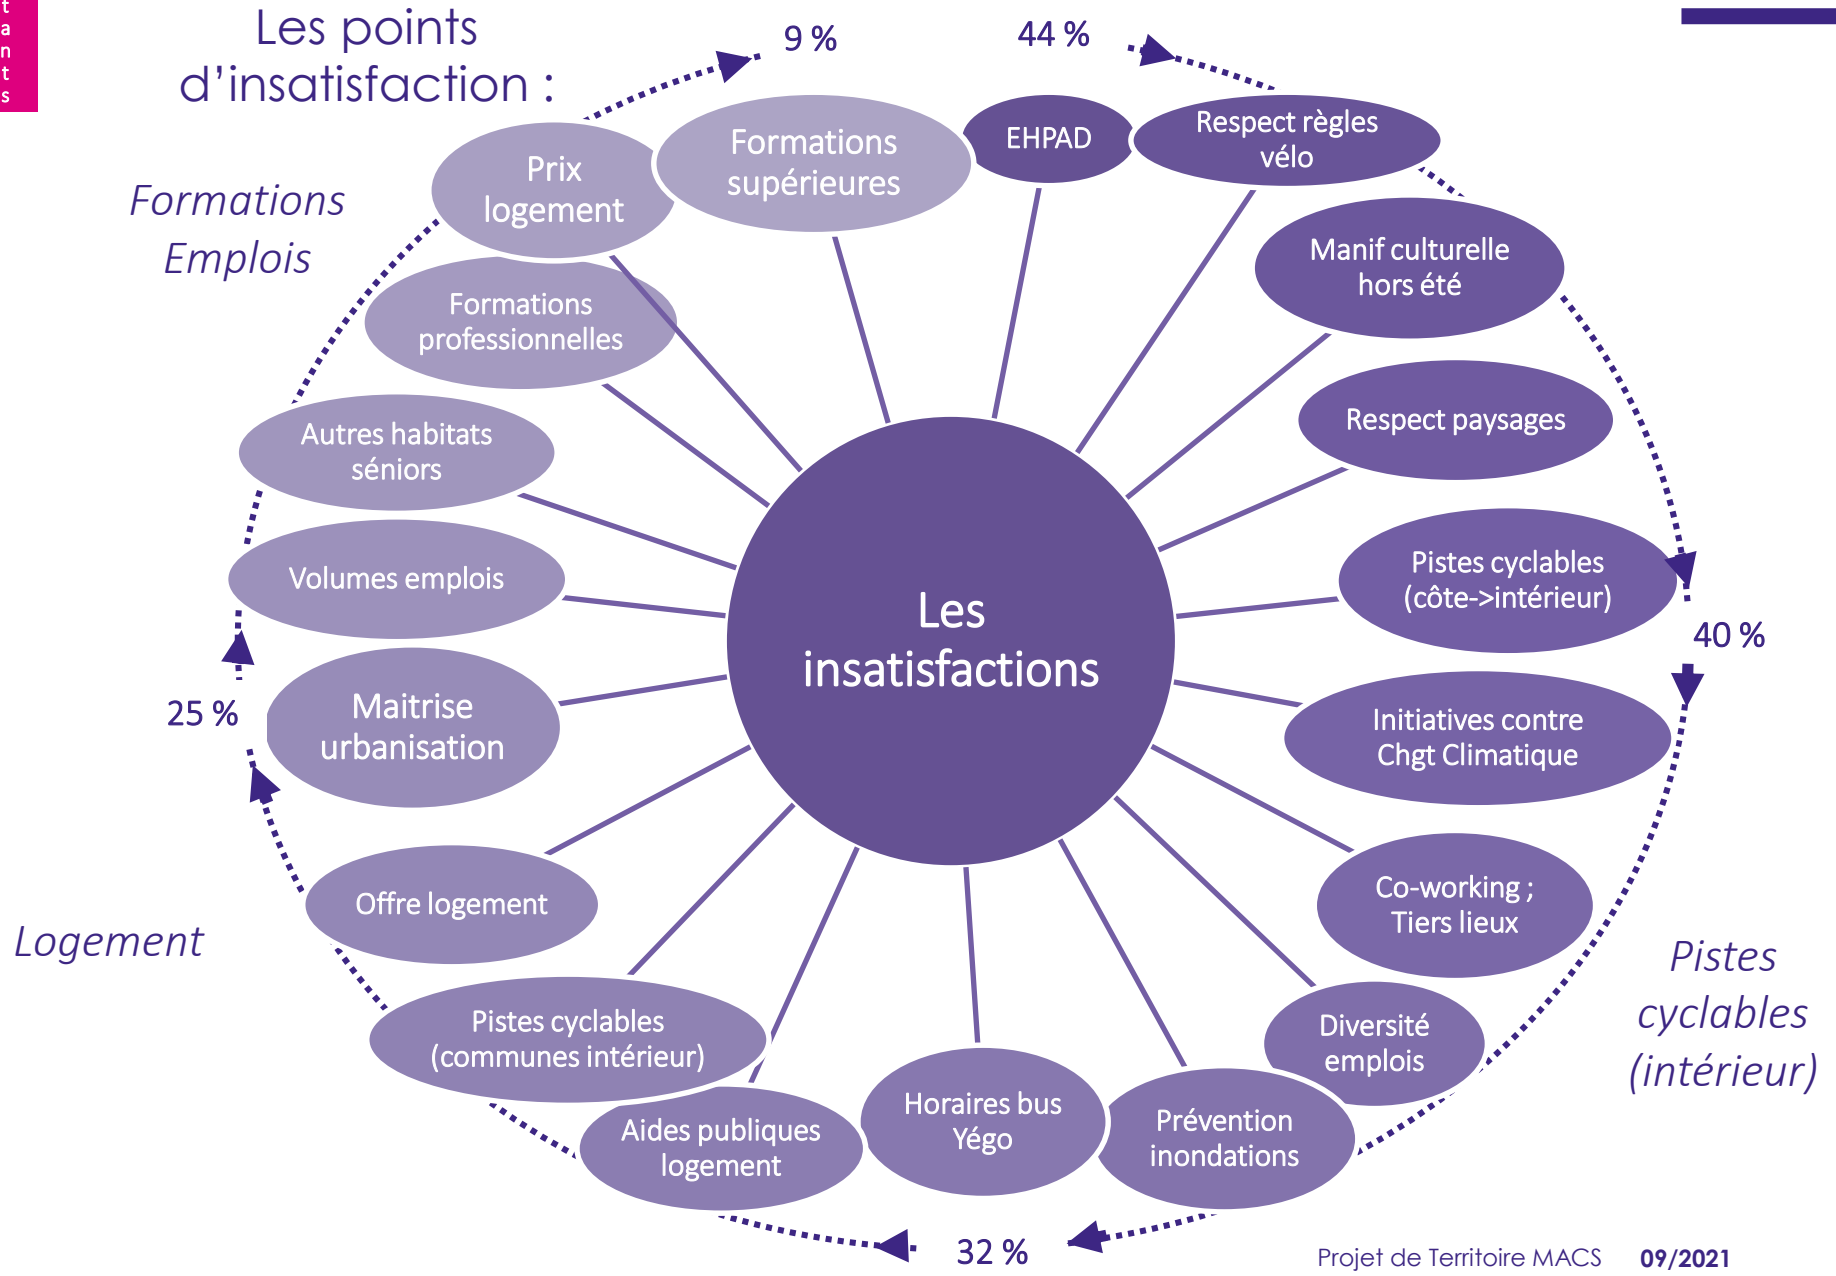 t
a
n
t
s
Les points
d'insatisfaction :
9 %
44 %
Formations
Emplois
Prix
logement
Formations
supérieures
EHPAD
Respect règles
vélo
Manif culturelle
hors été
Formations
professionnelles
Respect paysages
Autres habitats
séniors
Volumes emplois
Pistes cyclables
(côte->intérieur)
Les
insatisfactions
40 %
25 %
Maitrise
urbanisation
Initiatives contre
Chgt Climatique
Offre logement
Co-working ;
Tiers lieux
Logement
Pistes
cyclables
(intérieur)
Pistes cyclables
(communes intérieur)
Diversité
emplois
Aides publiques
logement
Horaires bus
Yégo
Prévention
inondations
32 %
Projet de Territoire MACS 09/2021